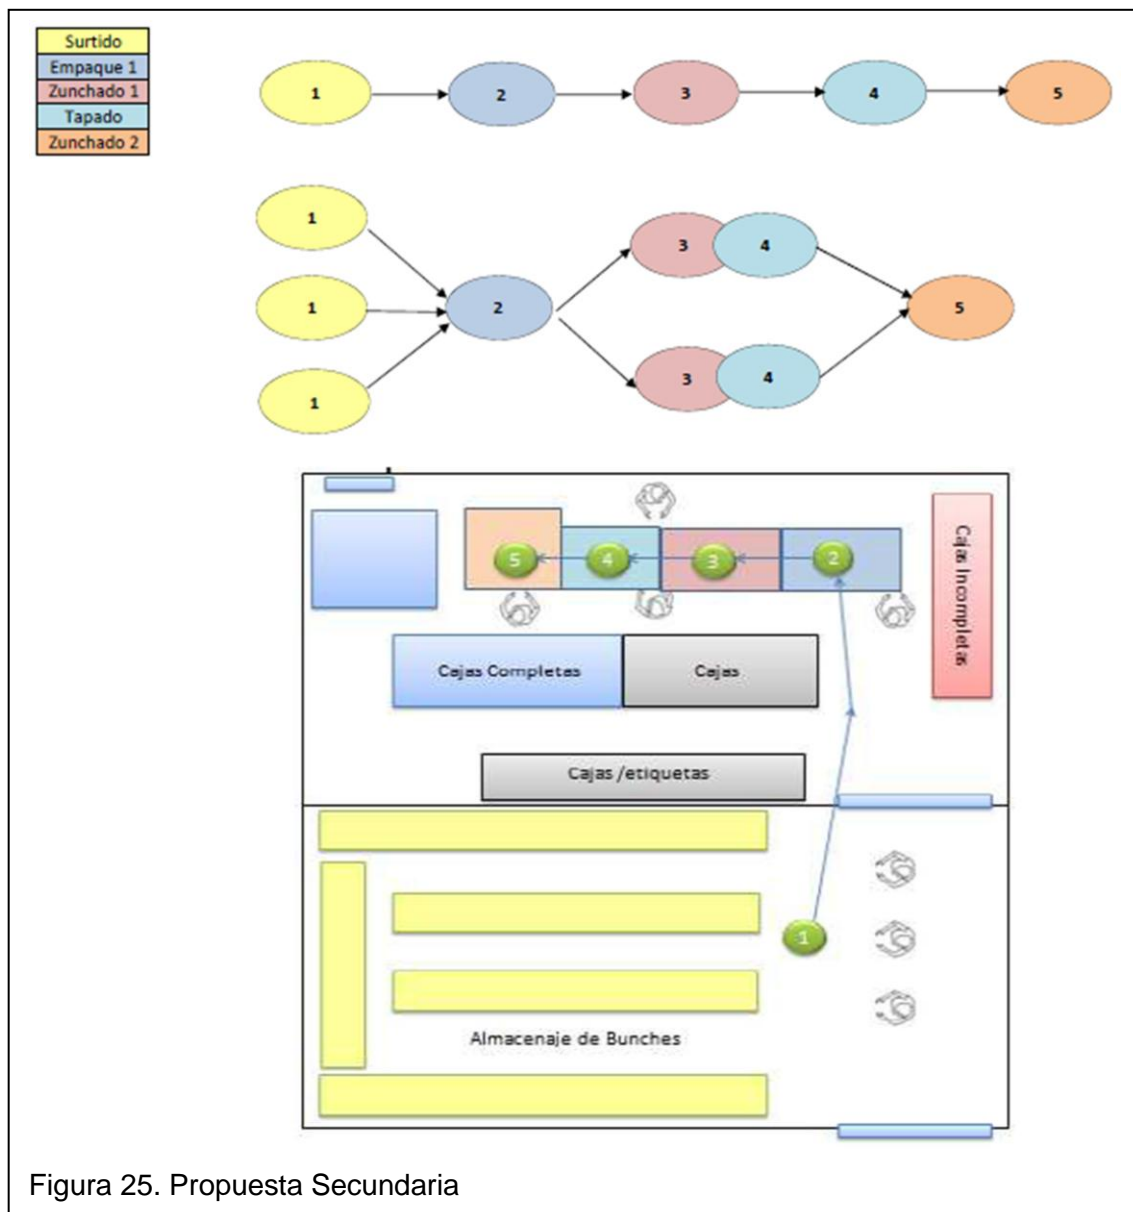 Surtido
Empaque 1
Zunchado 1
Tapado
Zunchado 2
1
2
3
4
5
1
1
1
2
3
4
3
4
5
5
4
3
2
Cajas Incompletas
Cajas Completas
Cajas
Cajas /etiquetas
1
Almacenaje de Bunches
Figura 25. Propuesta Secundaria